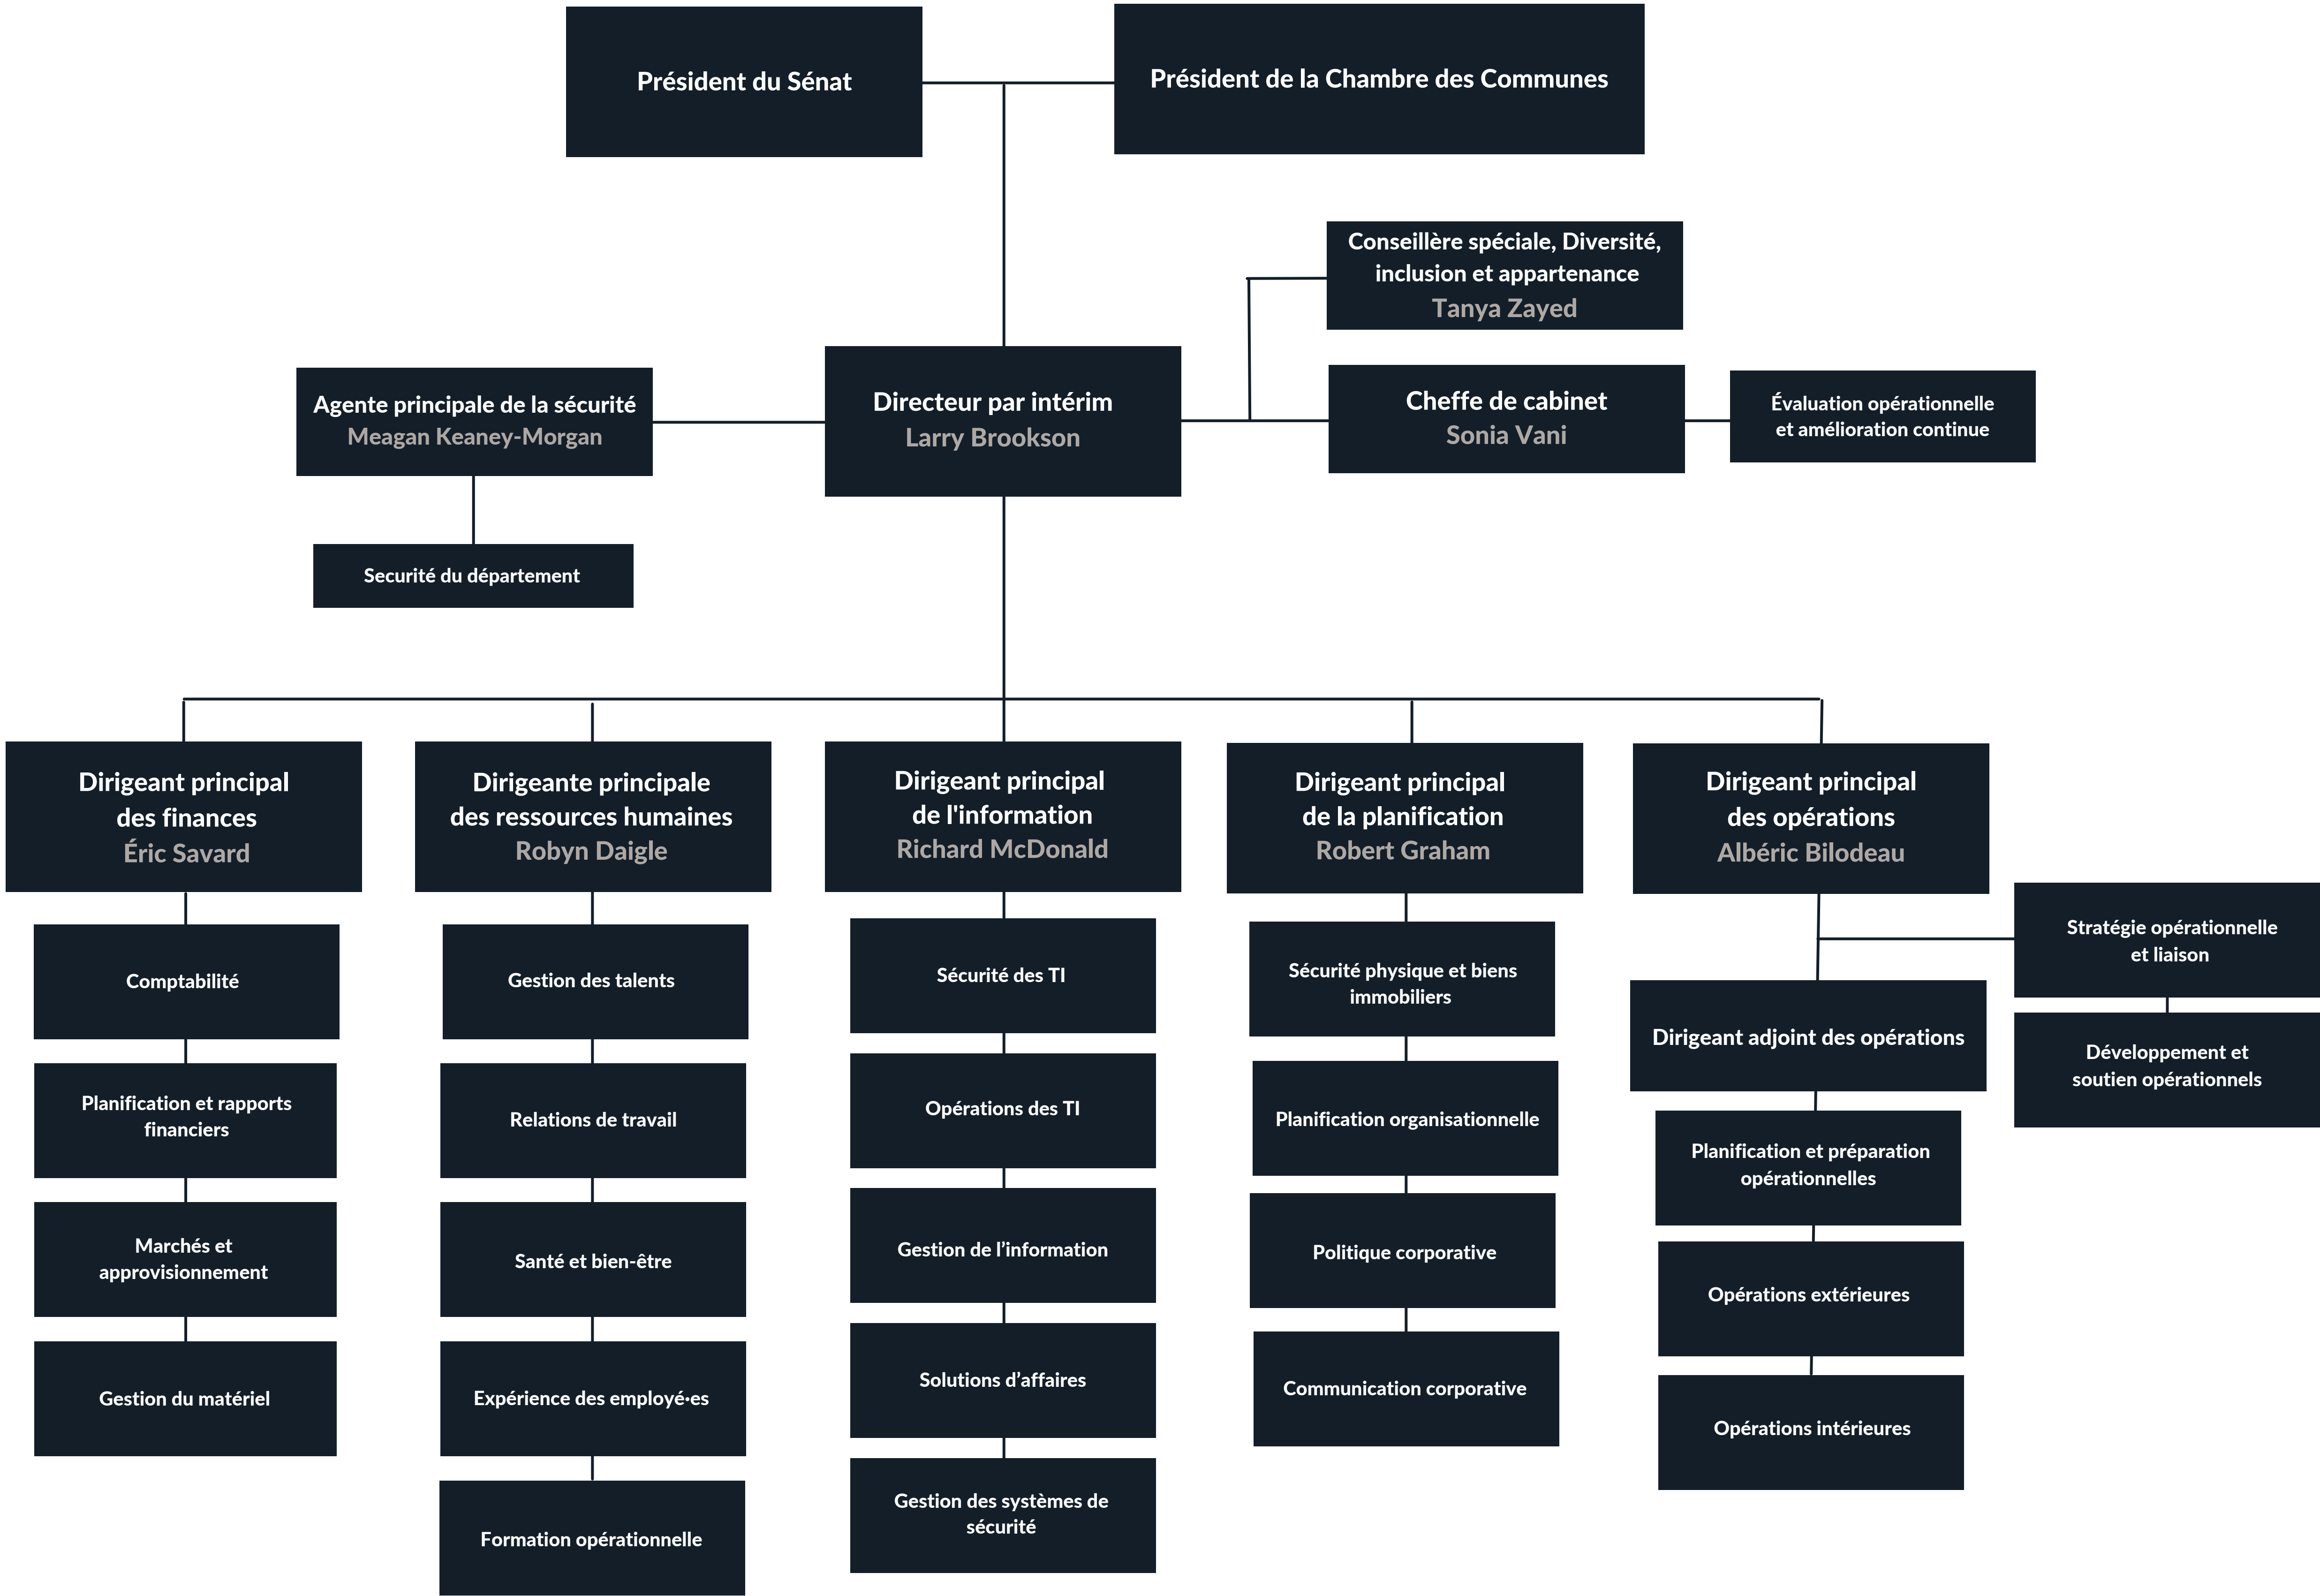 Président du Sénat
Président de la Chambre des Communes
Conseillère spéciale, Diversité,
inclusion et appartenance
Tanya Zayed
Agente principale de la sécurité
Meagan Keaney-Morgan
Directeur par intérim
Larry Brookson
Cheffe de cabinet
Sonia Vani
Évaluation opérationnelle
et amélioration continue
Securité du département
Dirigeant principal
des finances
Éric Savard
Comptabilité
Planification et rapports
financiers
Marchés et
approvisionnement
Gestion du matériel
Dirigeante principale
des ressources humaines
Robyn Daigle
Gestion des talents
Relations de travail
Santé et bien-être
Expérience des employé·es
Formation opérationnelle
Dirigeant principal
de l'information
Richard McDonald
Sécurité des TI
Opérations des TI
Gestion de l’information
Solutions d’affaires
Gestion des systèmes de
sécurité
Dirigeant principal
de la planification
Robert Graham
Sécurité physique et biens
immobiliers
Planification organisationnelle
Politique corporative
Communication corporative
Dirigeant principal
des opérations
Albéric Bilodeau
Stratégie opérationnelle
et liaison
Développement et
soutien opérationnels
Dirigeant adjoint des opérations
Planification et préparation
opérationnelles
Opérations extérieures
Opérations intérieures